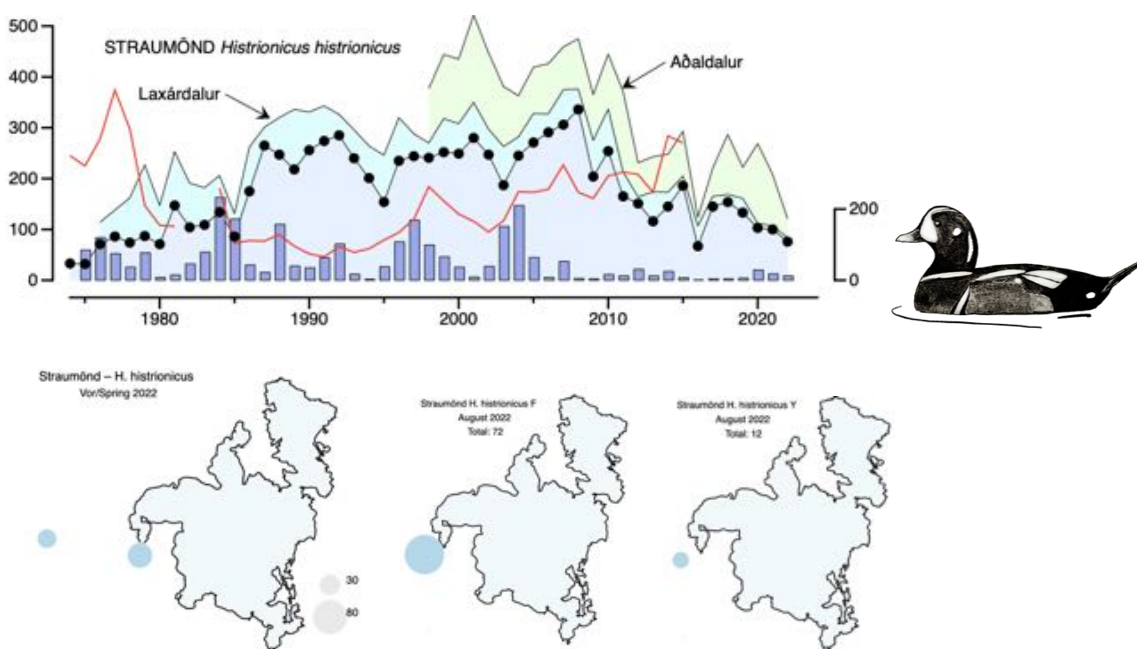 500
400
300
200
100
0
STRAUMÖND Histrionicus histrionicus
Laxárdalur
Aðaldalur
200
0
1980
1990
2000
2010
2020
Straumönd – H. histrionicus
Vor/Spring 2022
30
80
Straumönd H. histrionicus F
August 2022
Total: 72
Straumönd H. histrionicus Y
August 2022
Total: 12